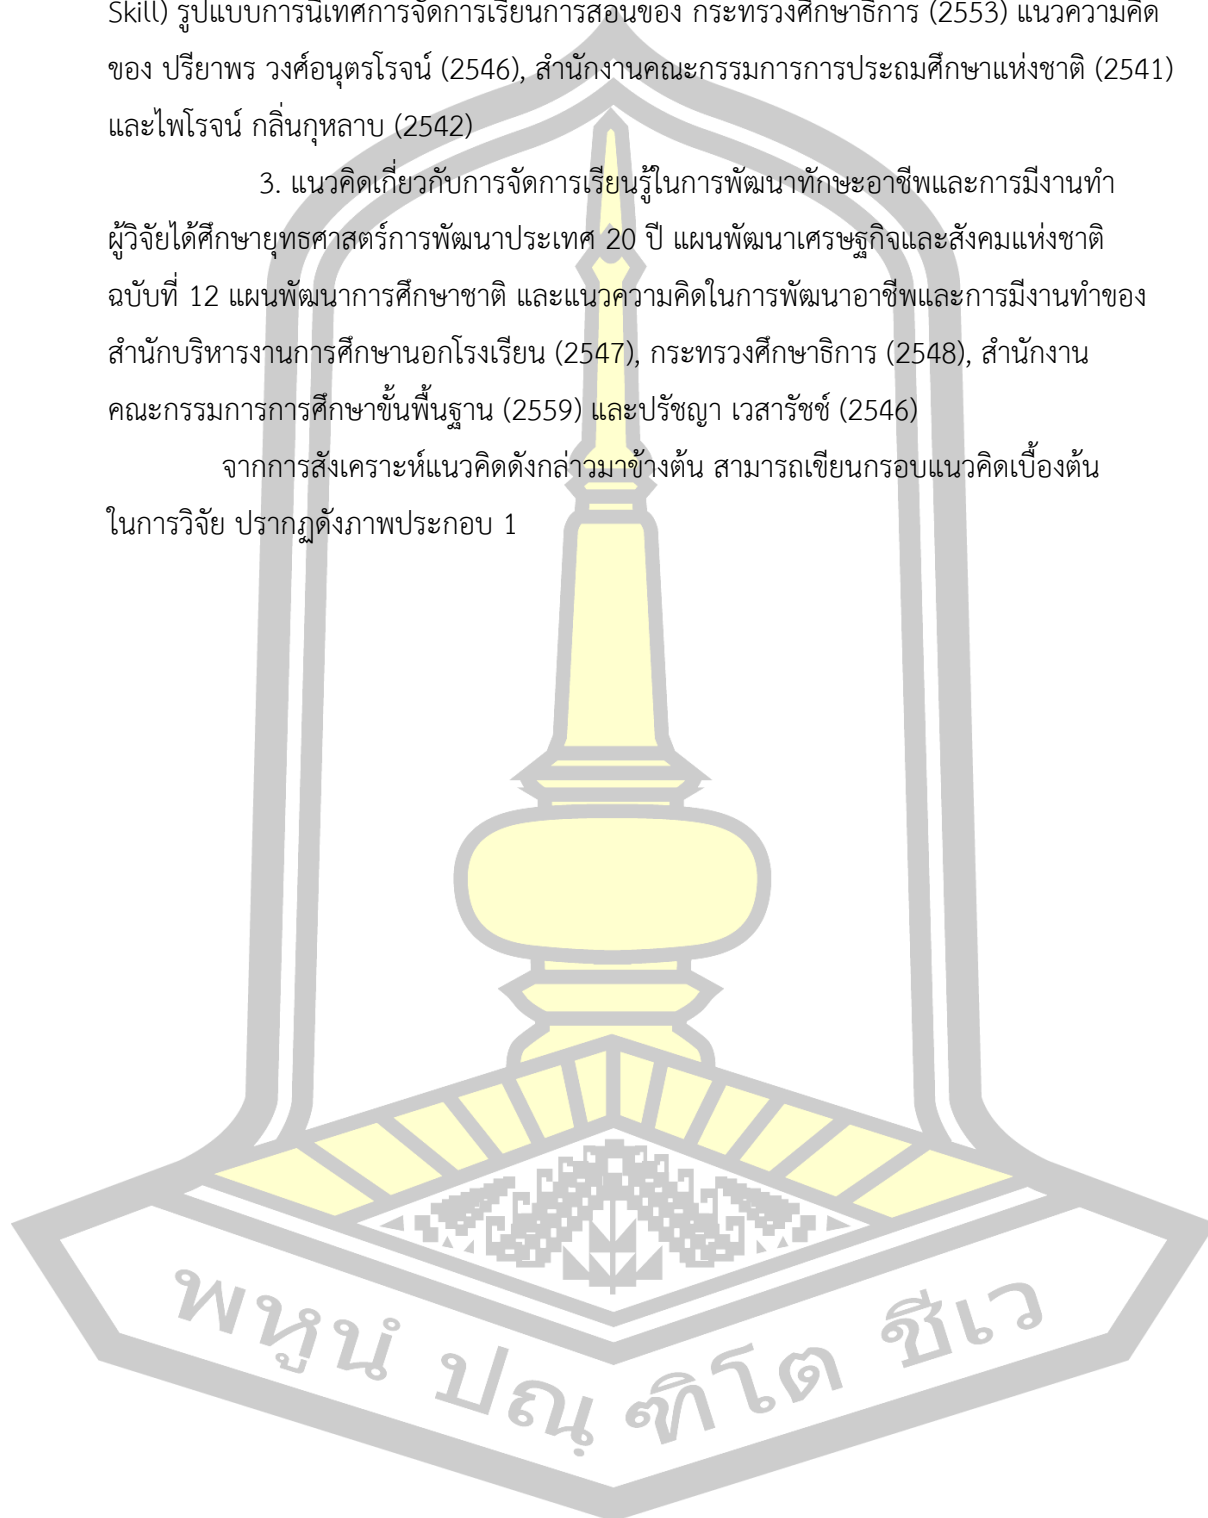 Skill) รูปแบบการนิเทศการจัดการเรียนการสอนของ กระทรวงศึกษาธิการ (2553) แนวความคิด
ของ ปรียาพร วงศ์อนุตรโรจน์ (2546), สำนักงานคณะกรรมการการประถมศึกษาแห่งชาติ (2541)
และไพโรจน์ กลิ่นกุหลาบ (2542)
3. แนวคิดเกี่ยวกับการจัดการเรียนรู้ในการพัฒนาทักษะอาชีพและการมีงานทำ
ผู้วิจัยได้ศึกษายุทธศาสตร์การพัฒนาประเทศ 20 ปี แผนพัฒนาเศรษฐกิจและสังคมแห่งชาติ
ฉบับที่ 12 แผนพัฒนาการศึกษาชาติ และแนวความคิดในการพัฒนาอาชีพและการมีงานทำของ
สำนักบริหารงานการศึกษานอกโรงเรียน (2547), กระทรวงศึกษาธิการ (2548), สำนักงาน
คณะกรรมการการศึกษาขั้นพื้นฐาน (2559) และปรัชญา เวสารัชช์ (2546)
จากการสังเคราะห์แนวคิดดังกล่าวมาข้างต้น สามารถเขียนกรอบแนวคิดเบื้องต้น
ในการวิจัย ปรากฏดังภาพประกอบ 1
พหูนํ ปณฺฑิโต ชีเว